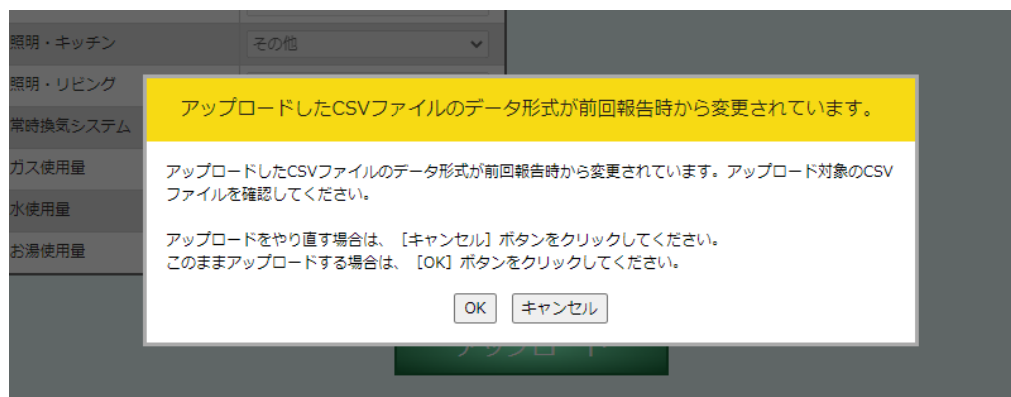 照明・キッチン
その他
照明・リビング
常時換気システム
ガス使用量
水使用量
お湯使用量
アップロードしたCSVファイルのデータ形式が前回報告時から変更されています。
アップロードしたCSVファイルのデータ形式が前回報告時から変更されています。アップロード対象のCSV
ファイルを確認してください。
アップロードをやり直す場合は、［キャンセル］ボタンをクリックしてください。
このままアップロードする場合は、［OK］ボタンをクリックしてください。
OK
キャンセル
アップロード